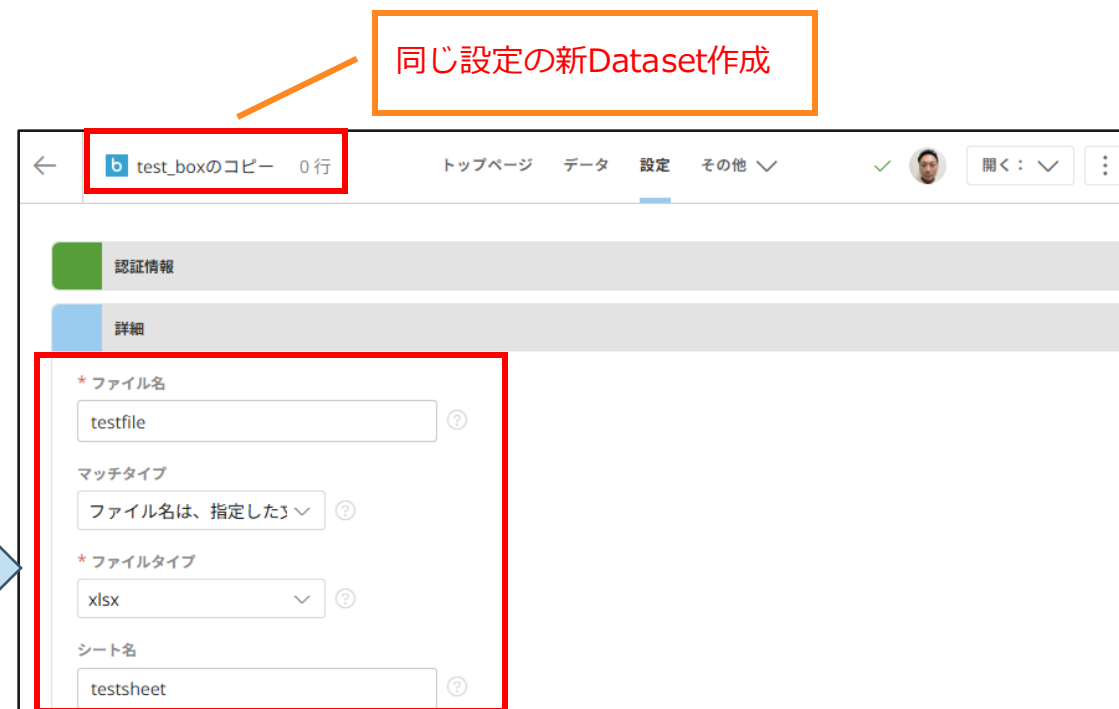 同じ設定の新Dataset作成
b test_boxのコピー 0 行 トップページ データ 設定 その他 開く：
認証情報
詳細
* ファイル名
testfile
マッチタイプ
ファイル名は、指定した
* ファイルタイプ
xlsx
シート名
testsheet